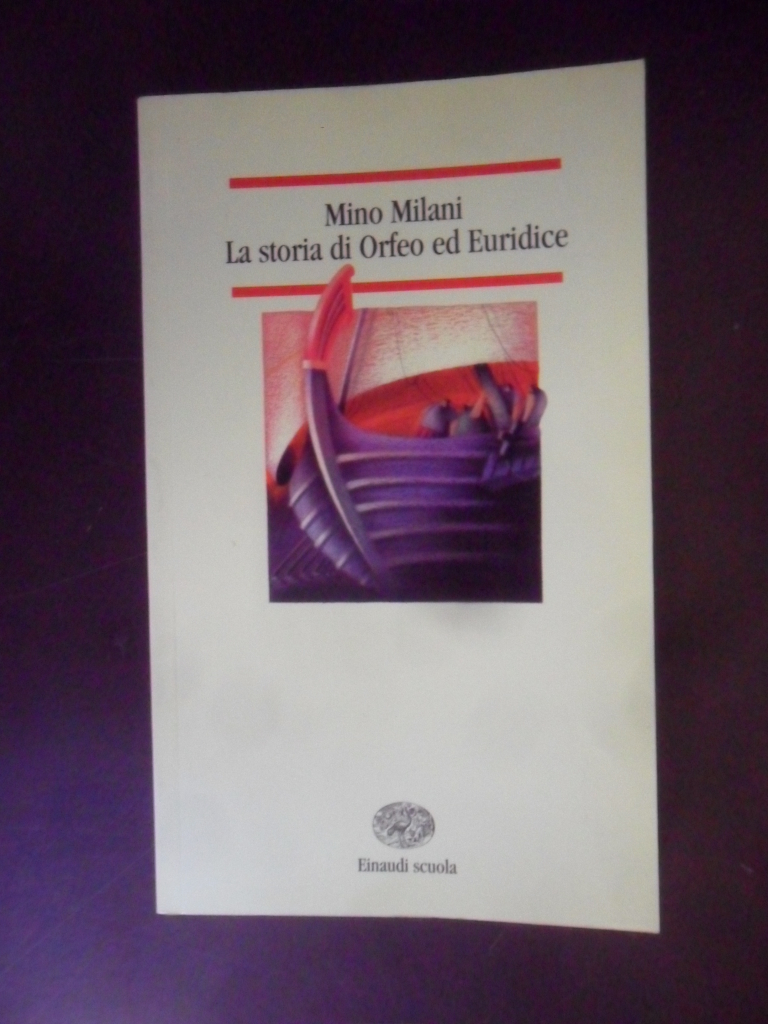 Mino Milani
La storia di Orfeo ed Euridice
Einaudi scuola